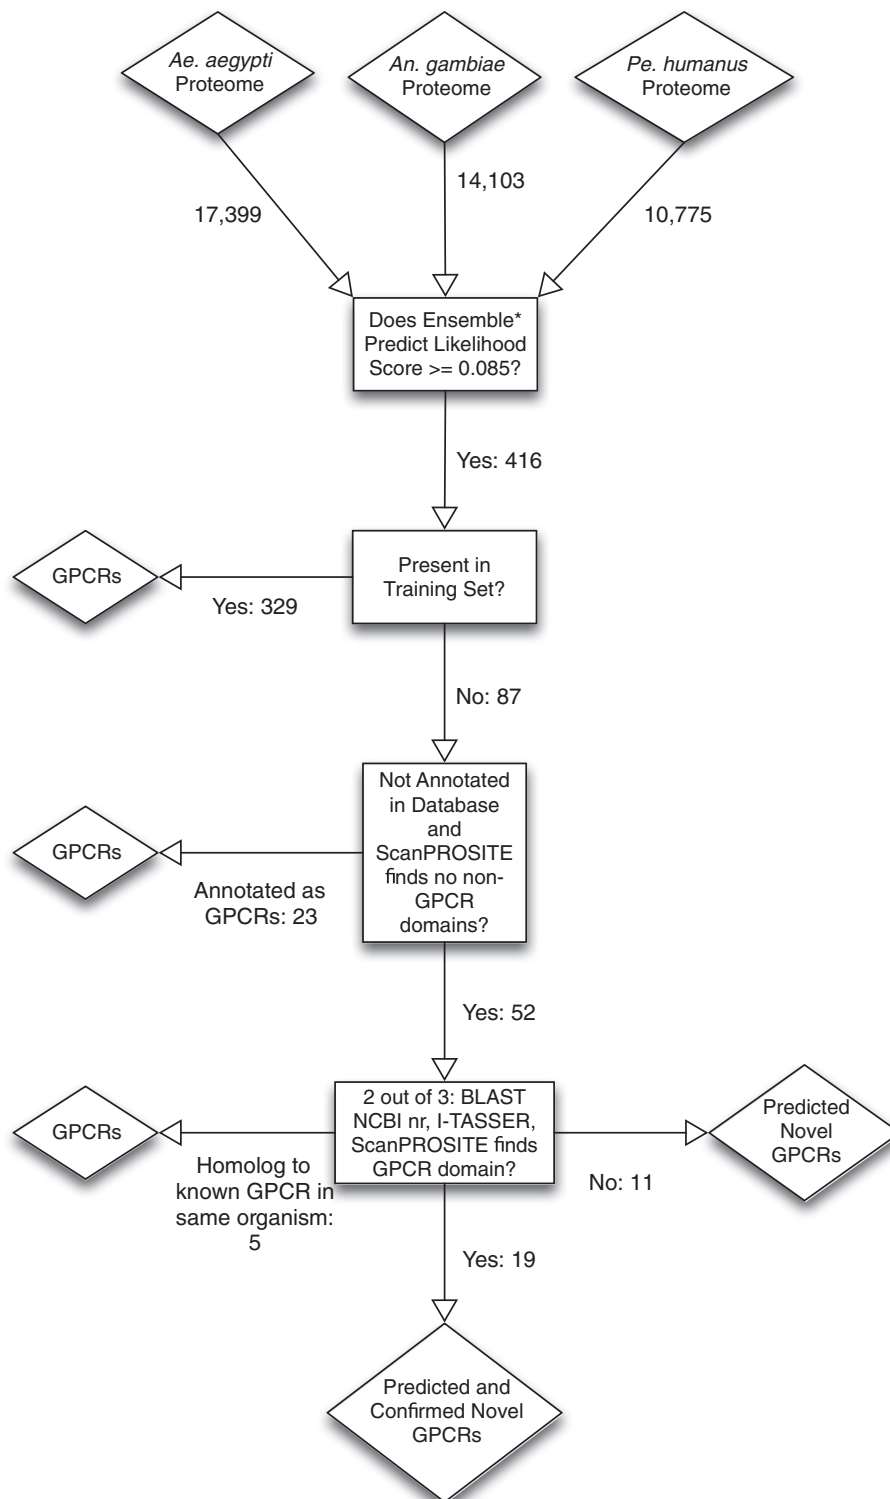 Ae. aegypti
Proteome
An. gambiae
Proteome
Pe. humanus
Proteome
17,399
14,103
10,775
Does Ensemble*
Predict Likelihood
Score >= 0.085?
Yes: 416
GPCRs
Present in
Training Set?
Yes: 329
No: 87
GPCRs
Not Annotated
in Database
and
ScanPROSITE
finds no non-
GPCR
domains?
Annotated as
GPCRs: 23
Yes: 52
GPCRs
2 out of 3: BLAST
NCBI nr, I-TASSER,
ScanPROSITE finds
GPCR domain?
Predicted
Novel
GPCRs
Homolog to
known GPCR in
same organism:
5
No: 11
Yes: 19
Predicted and
Confirmed Novel
GPCRs